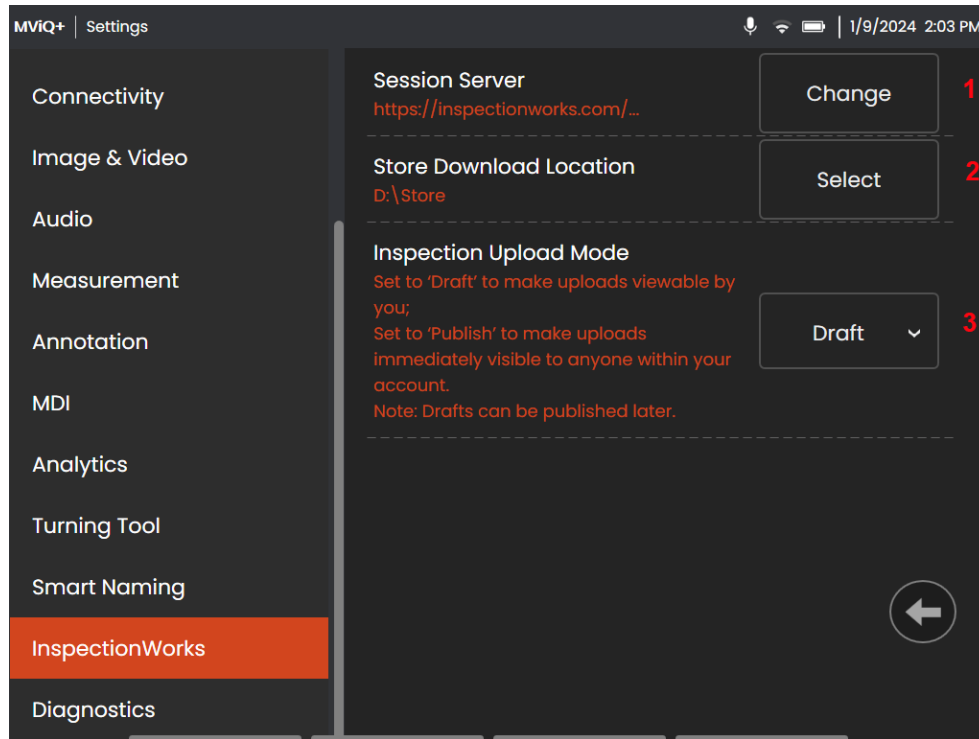 MViQ+ | Settings
1/9/2024 2:03 PM
Connectivity
Image & Video
Audio
Measurement
Annotation
MDI
Analytics
Turning Tool
Smart Naming
InspectionWorks
Diagnostics
Session Server
https://inspectionworks.com/...
Change
1
Store Download Location
D:\Store
Select
2
Inspection Upload Mode
Set to ‘Draft’ to make uploads viewable by
you;
Set to ‘Publish’ to make uploads
immediately visible to anyone within your
account.
Note: Drafts can be published later.
Draft
3